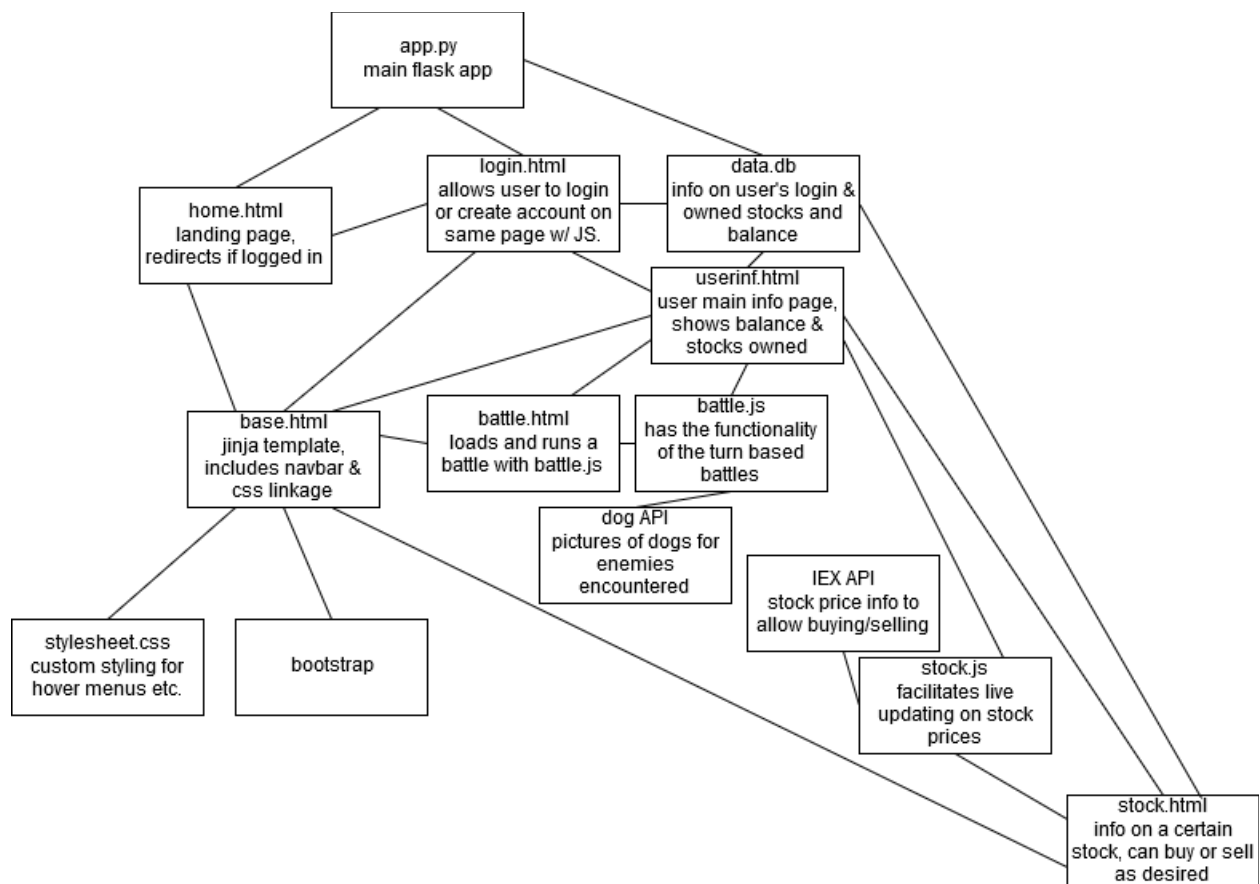 app.py
main flask app
login.html
allows user to login
or create account on
same page w/ JS.
data.db
info on user's login &
owned stocks and
balance
home.html
landing page,
redirects if logged in
userinf.html
user main info page,
shows balance &
stocks owned
base.html
jinja template,
includes navbar &
css linkage
battle.html
loads and runs a
battle with battle.js
battle.js
has the functionality
of the turn based
battles
dog API
pictures of dogs for
enemies
encountered
IEX API
stock price info to
allow buying/selling
stylesheet.css
custom styling for
hover menus etc.
bootstrap
stock.js
facilitates live
updating on stock
prices
stock.html
info on a certain
stock, can buy or sell
as desired